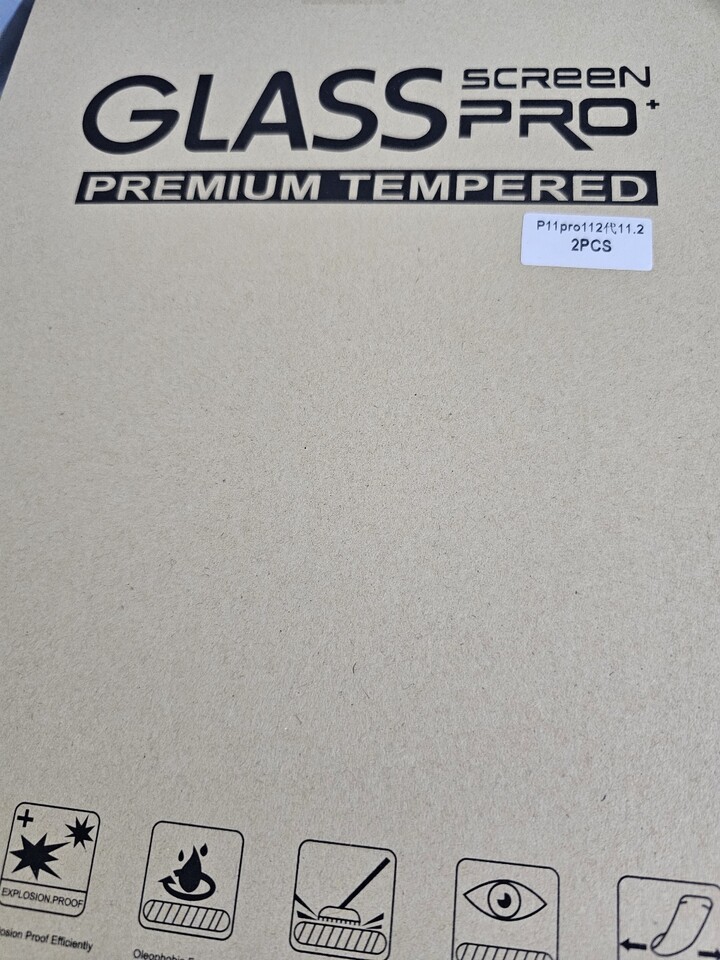 GLASS SCREEN PRO+
PREMIUM TEMPERED
P11pro112代11.2
2PCS
EXPLOSION.PROOF
Proof Efficiently